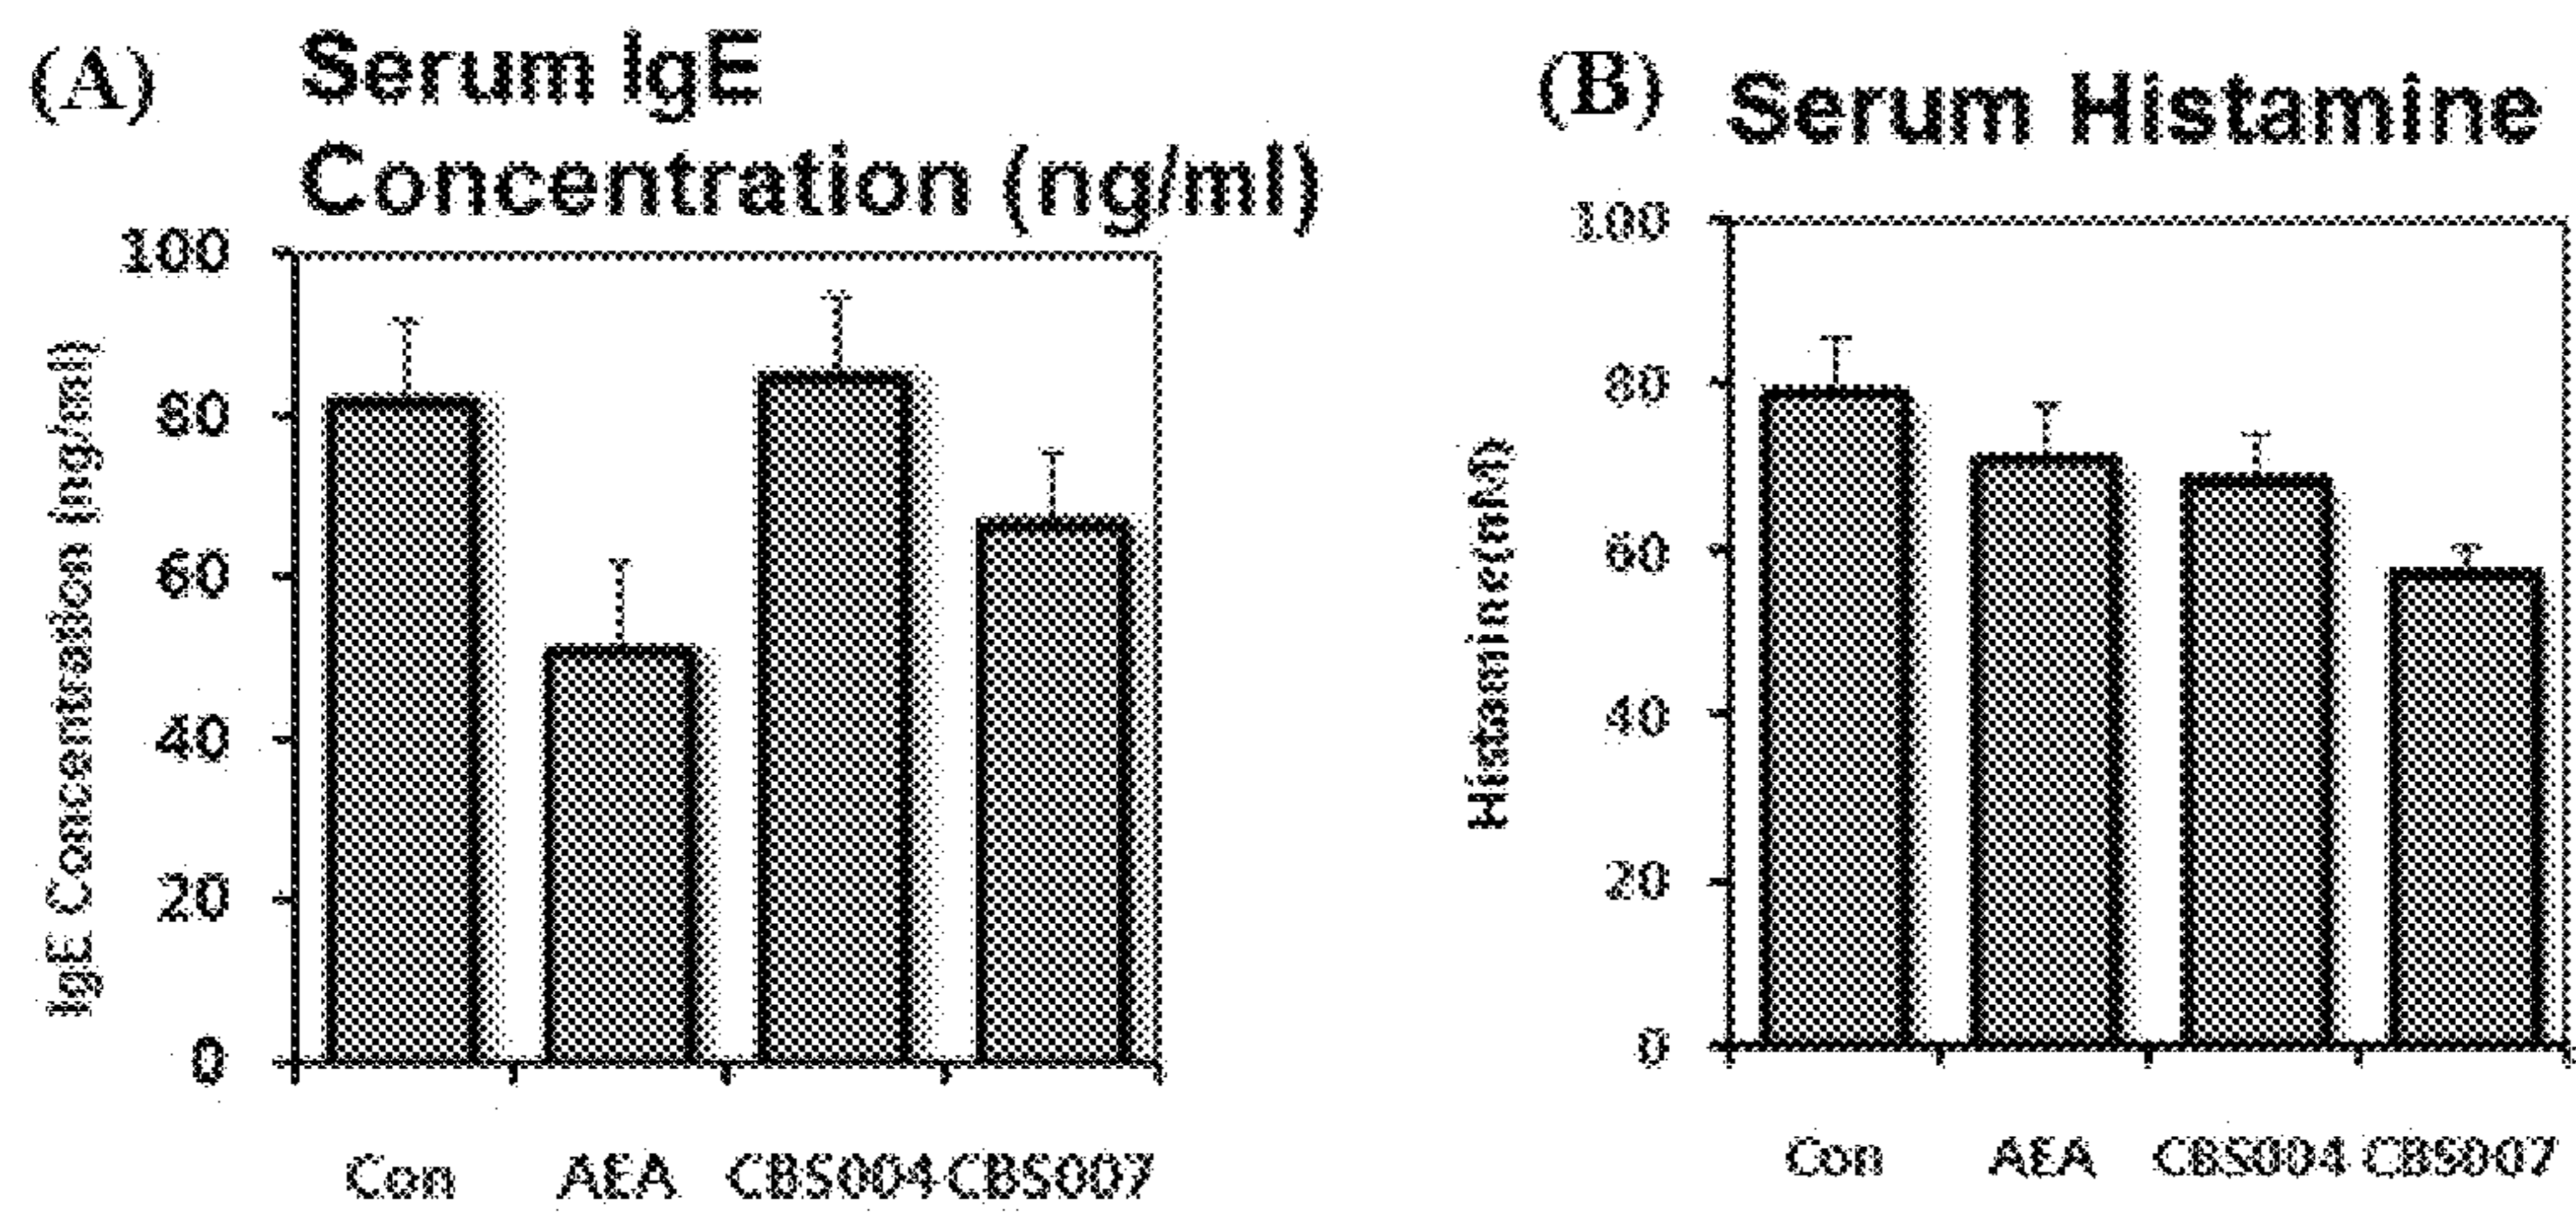 (A) Serum IgE
Concentration (ng/ml)
100
80
60
40
20
0
IgE Concentration (ng/ml)
Con AEA CBS004 CBS007
(B) Serum Histamine
100
80
60
40
20
0
Histamine(nM)
Con AEA CBS004 CBS007